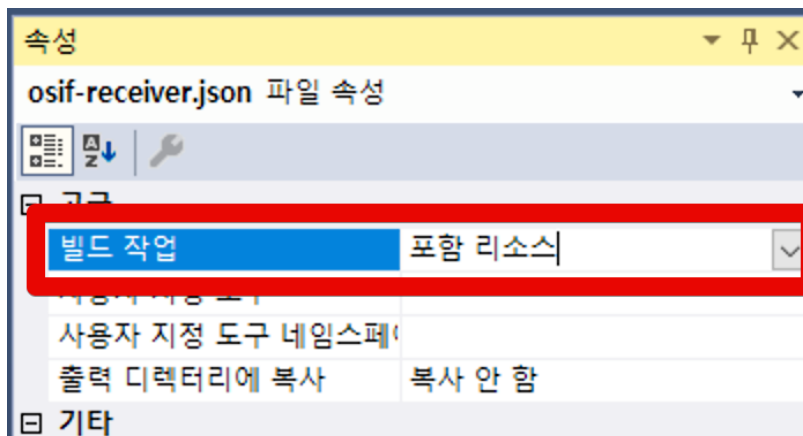 속성
osif-receiver.json 파일 속성
빌드 작업 포함 리소스
사용자 지정 도구 네임스페이
출력 디렉터리에 복사 복사 안 함
기타